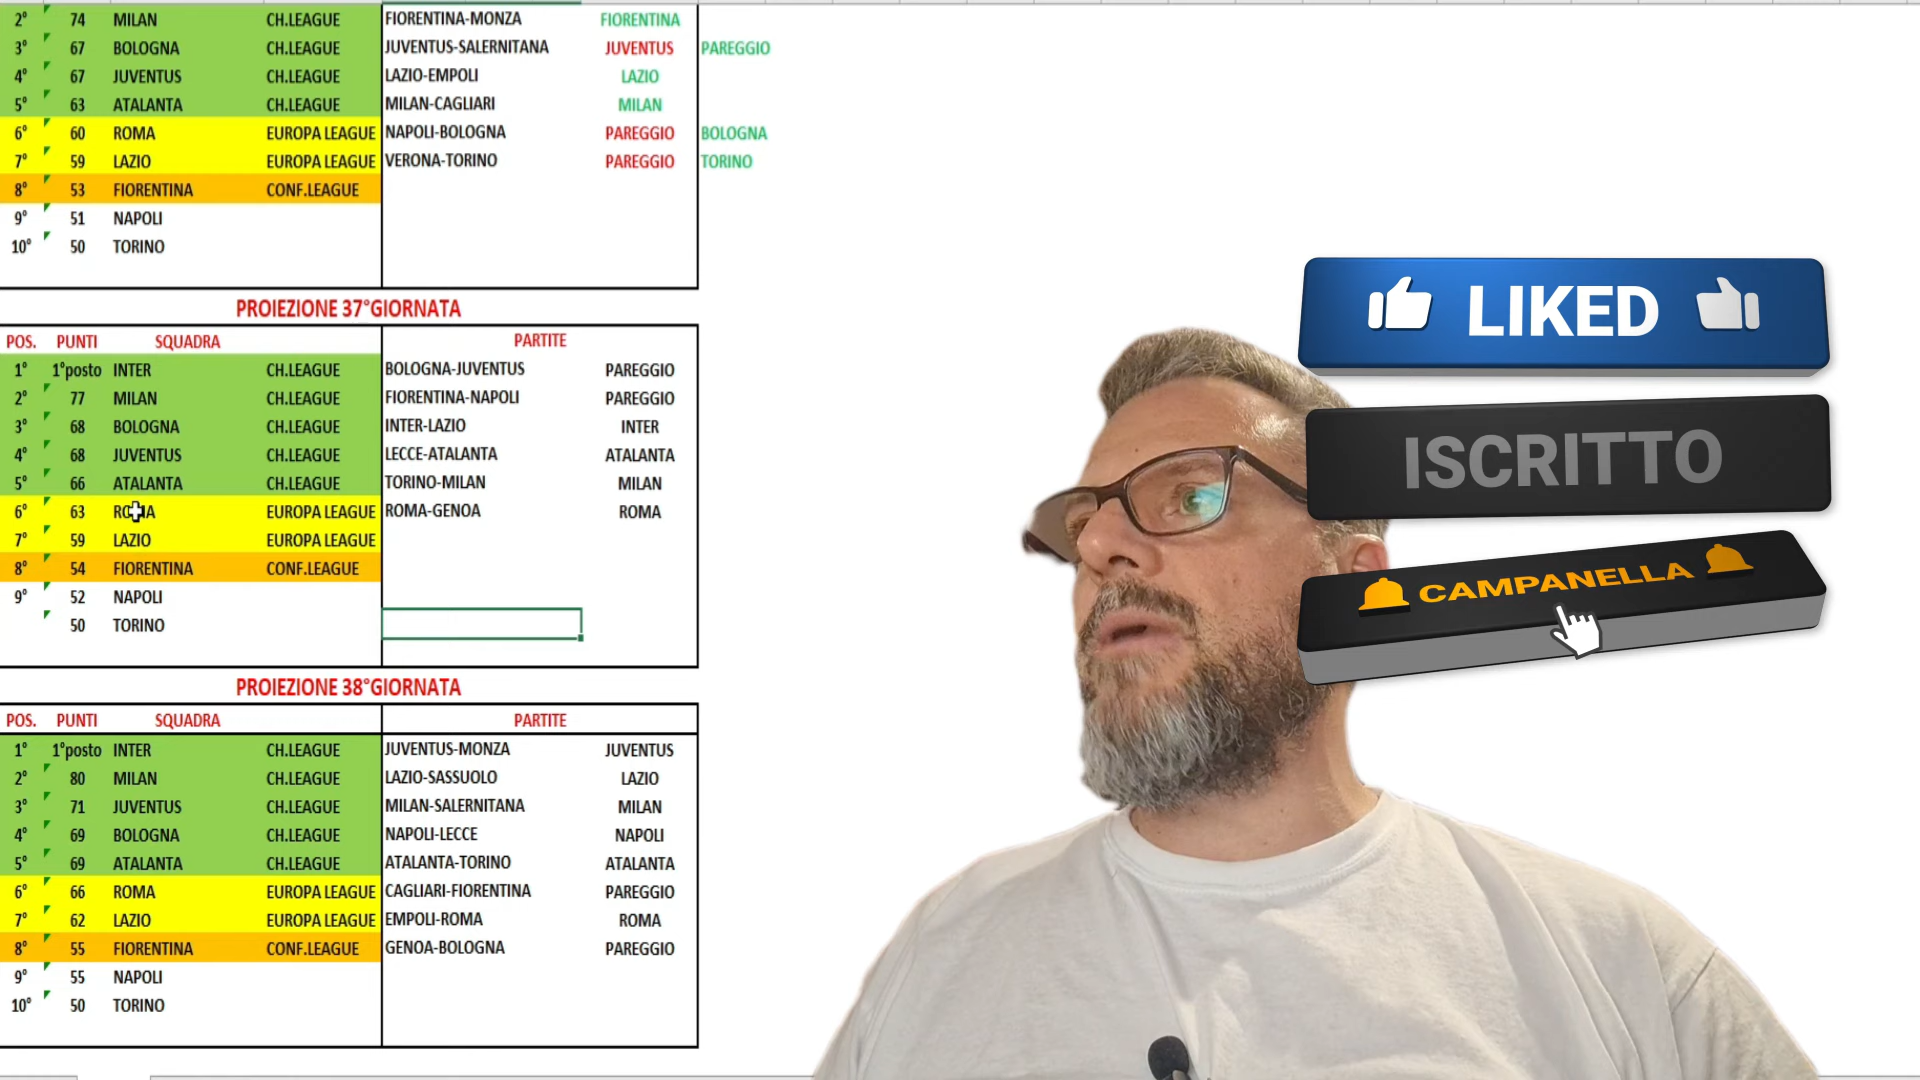 2° 74 MILAN CH.LEAGUE FIORENTINA-MONZA FIORENTINA
3° 67 BOLOGNA CH.LEAGUE JUVENTUS-SALERNITANA JUVENTUS PAREGGIO
4° 67 JUVENTUS CH.LEAGUE LAZIO-EMPOLI LAZIO
5° 63 ATALANTA CH.LEAGUE MILAN-CAGLIARI MILAN
6° 60 ROMA EUROPA LEAGUE NAPOLI-BOLOGNA PAREGGIO BOLOGNA
7° 59 LAZIO EUROPA LEAGUE VERONA-TORINO PAREGGIO TORINO
8° 53 FIORENTINA CONF.LEAGUE
9° 51 NAPOLI
10° 50 TORINO
PROIEZIONE 37°GIORNATA
POS. PUNTI SQUADRA PARTITE
1° 1°posto INTER CH.LEAGUE BOLOGNA-JUVENTUS PAREGGIO
2° 77 MILAN CH.LEAGUE FIORENTINA-NAPOLI PAREGGIO
3° 68 BOLOGNA CH.LEAGUE INTER-LAZIO INTER
4° 68 JUVENTUS CH.LEAGUE LECCE-ATALANTA ATALANTA
5° 66 ATALANTA CH.LEAGUE TORINO-MILAN MILAN
6° 63 ROMA EUROPA LEAGUE ROMA-GENOA ROMA
7° 59 LAZIO EUROPA LEAGUE
8° 54 FIORENTINA CONF.LEAGUE
9° 52 NAPOLI
50 TORINO
PROIEZIONE 38°GIORNATA
POS. PUNTI SQUADRA PARTITE
1° 1°posto INTER CH.LEAGUE JUVENTUS-MONZA JUVENTUS
2° 80 MILAN CH.LEAGUE LAZIO-SASSUOLO LAZIO
3° 71 JUVENTUS CH.LEAGUE MILAN-SALERNITANA MILAN
4° 69 BOLOGNA CH.LEAGUE NAPOLI-LECCE NAPOLI
5° 69 ATALANTA CH.LEAGUE ATALANTA-TORINO ATALANTA
6° 66 ROMA EUROPA LEAGUE CAGLIARI-FIORENTINA PAREGGIO
7° 62 LAZIO EUROPA LEAGUE EMPOLI-ROMA ROMA
8° 55 FIORENTINA CONF.LEAGUE GENOA-BOLOGNA PAREGGIO
9° 55 NAPOLI
10° 50 TORINO
LIKED
ISCRITTO
CAMPANELLA